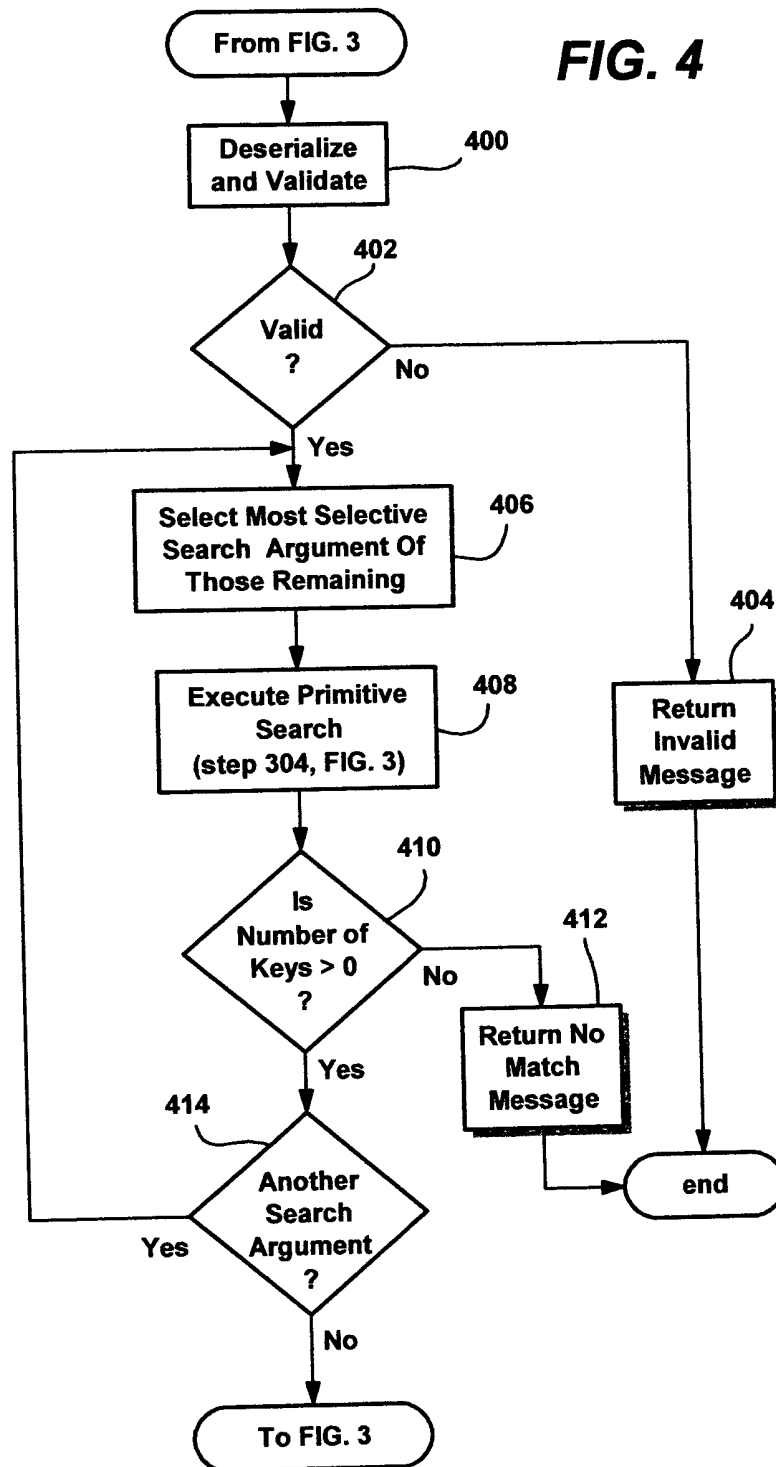 From FIG. 3
FIG. 4
Deserialize
and Validate
400
402
Valid
?
No
Yes
Select Most Selective
Search Argument Of
Those Remaining
406
404
Return
Invalid
Message
Execute Primitive
Search
(step 304, FIG. 3)
408
410
Is
Number of
Keys > 0
?
No
412
Return No
Match
Message
Yes
414
Another
Search
Argument
?
Yes
end
No
To FIG. 3